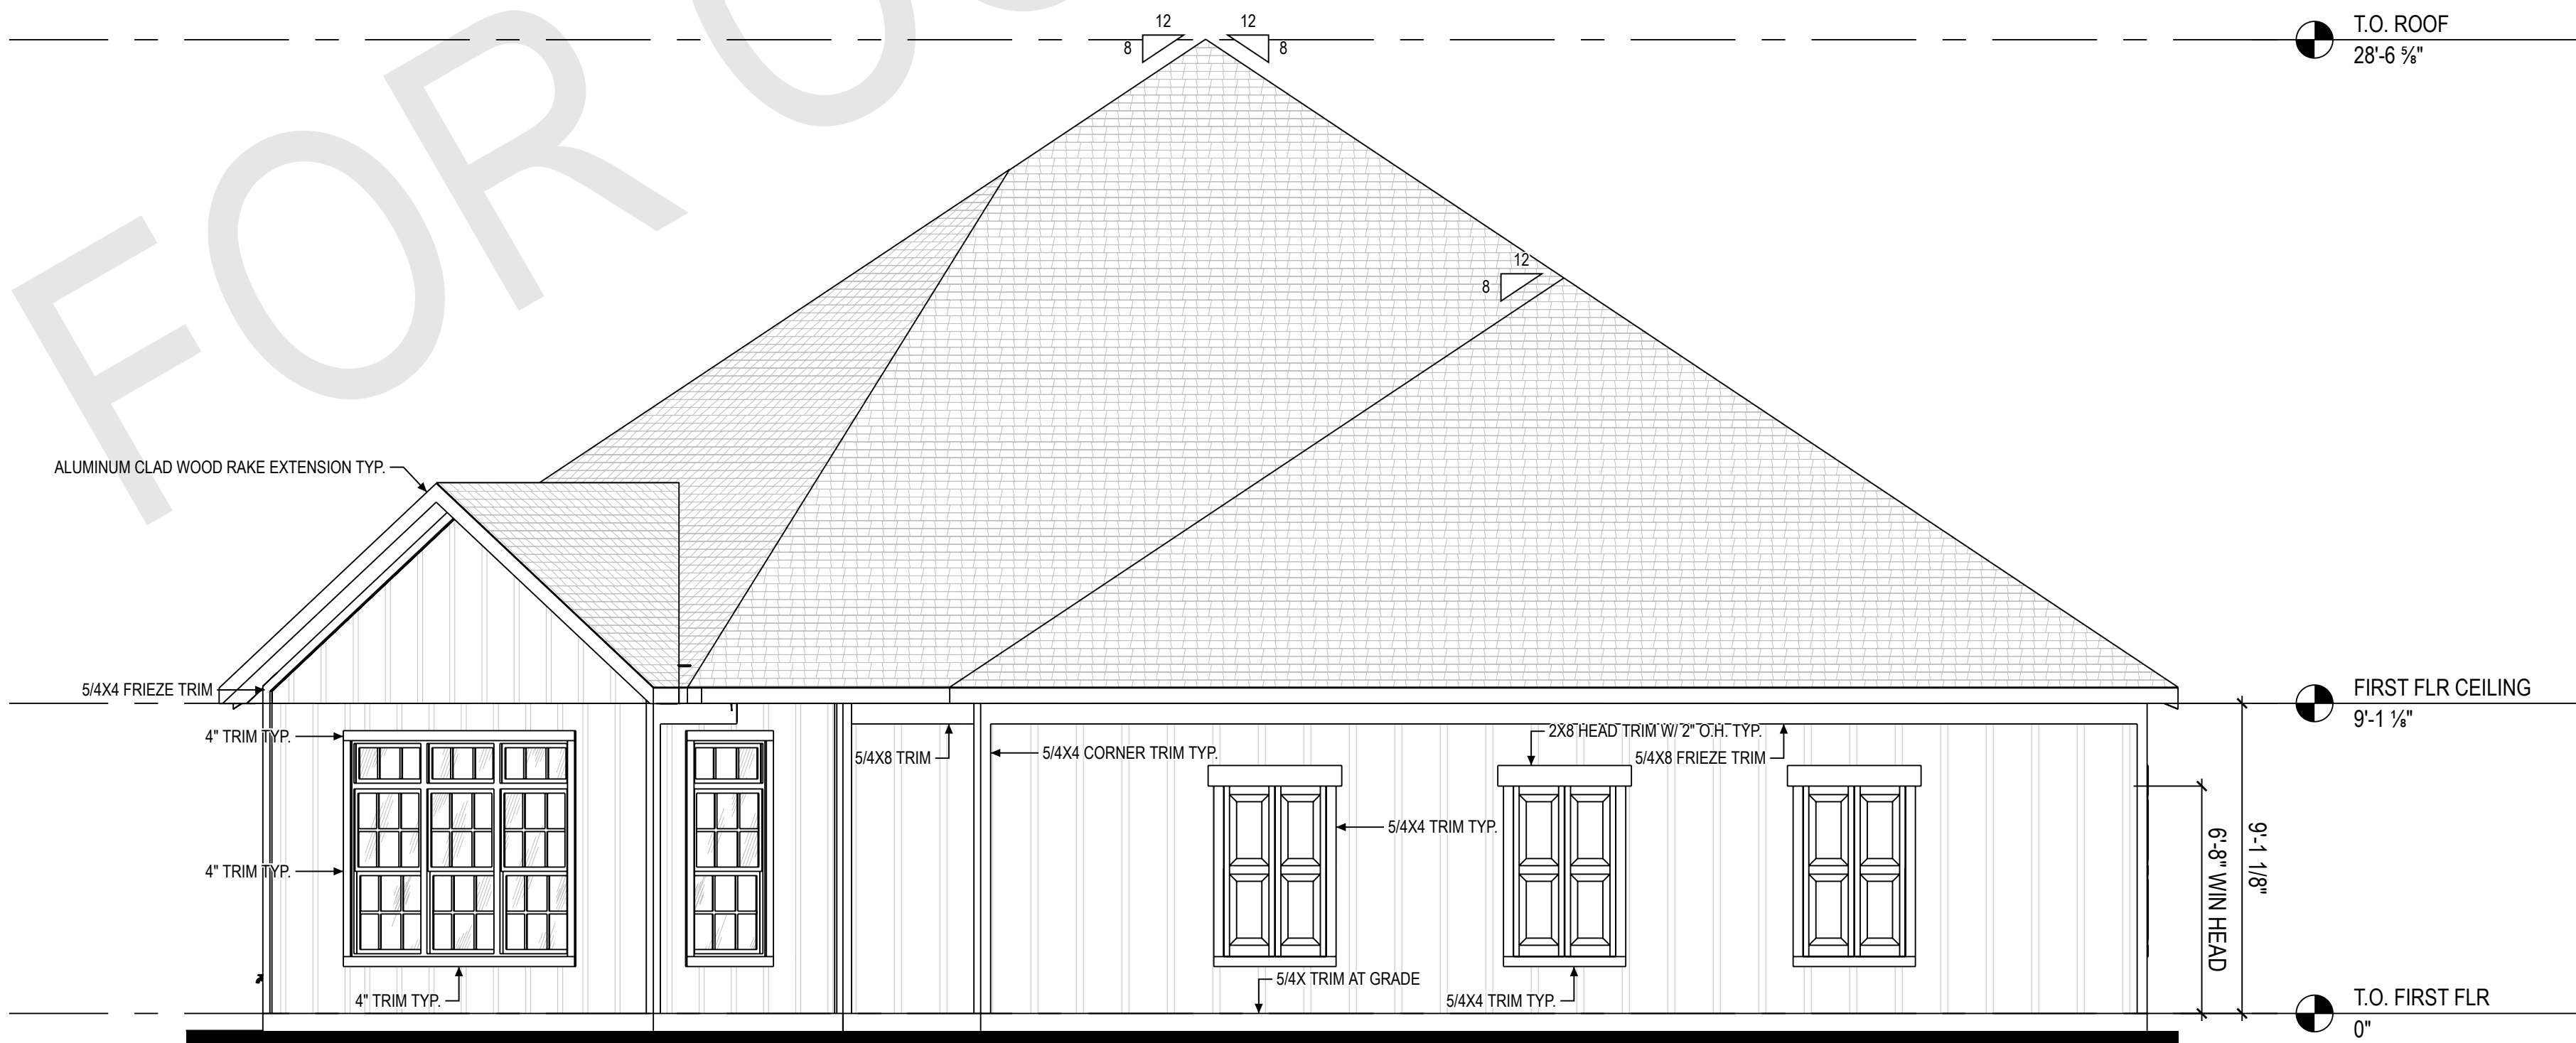 12
12
8
8
T.O. ROOF
28'-6 ⅝"
12
8
ALUMINUM CLAD WOOD RAKE EXTENSION TYP.
5/4X4 FRIEZE TRIM
FIRST FLR CEILING
9'-1 ⅛"
4" TRIM TYP.
5/4X8 TRIM
5/4X4 CORNER TRIM TYP.
2X8 HEAD TRIM W/ 2" O.H. TYP.
5/4X8 FRIEZE TRIM
5/4X4 TRIM TYP.
4" TRIM TYP.
6'-8" WIN HEAD
9'-1 1/8"
4" TRIM TYP.
5/4X TRIM AT GRADE
5/4X4 TRIM TYP.
T.O. FIRST FLR
0"
FOR